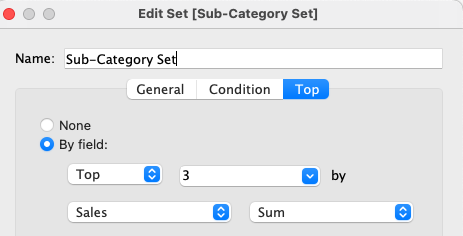 Edit Set [Sub-Category Set]
Name: Sub-Category Set
General Condition Top
None
By field:
Top 3 by
Sales Sum